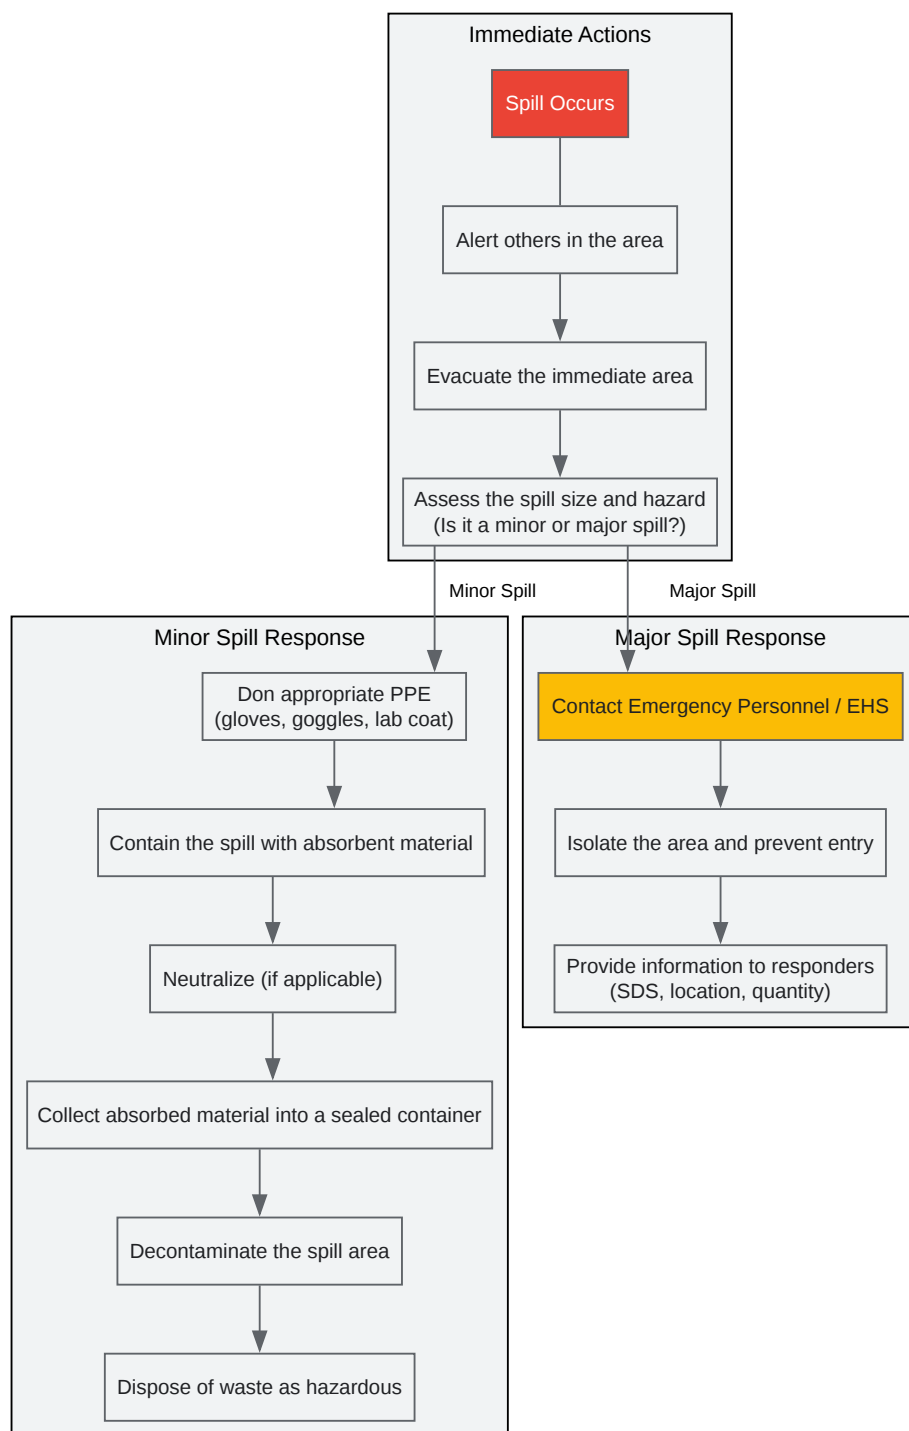 Immediate Actions
Spill Occurs
Alert others in the area
Evacuate the immediate area
Assess the spill size and hazard
(Is it a minor or major spill?)
Minor Spill
Major Spill
Minor Spill Response
Don appropriate PPE
(gloves, goggles, lab coat)
Contain the spill with absorbent material
Neutralize (if applicable)
Collect absorbed material into a sealed container
Decontaminate the spill area
Dispose of waste as hazardous
Major Spill Response
Contact Emergency Personnel / EHS
Isolate the area and prevent entry
Provide information to responders
(SDS, location, quantity)